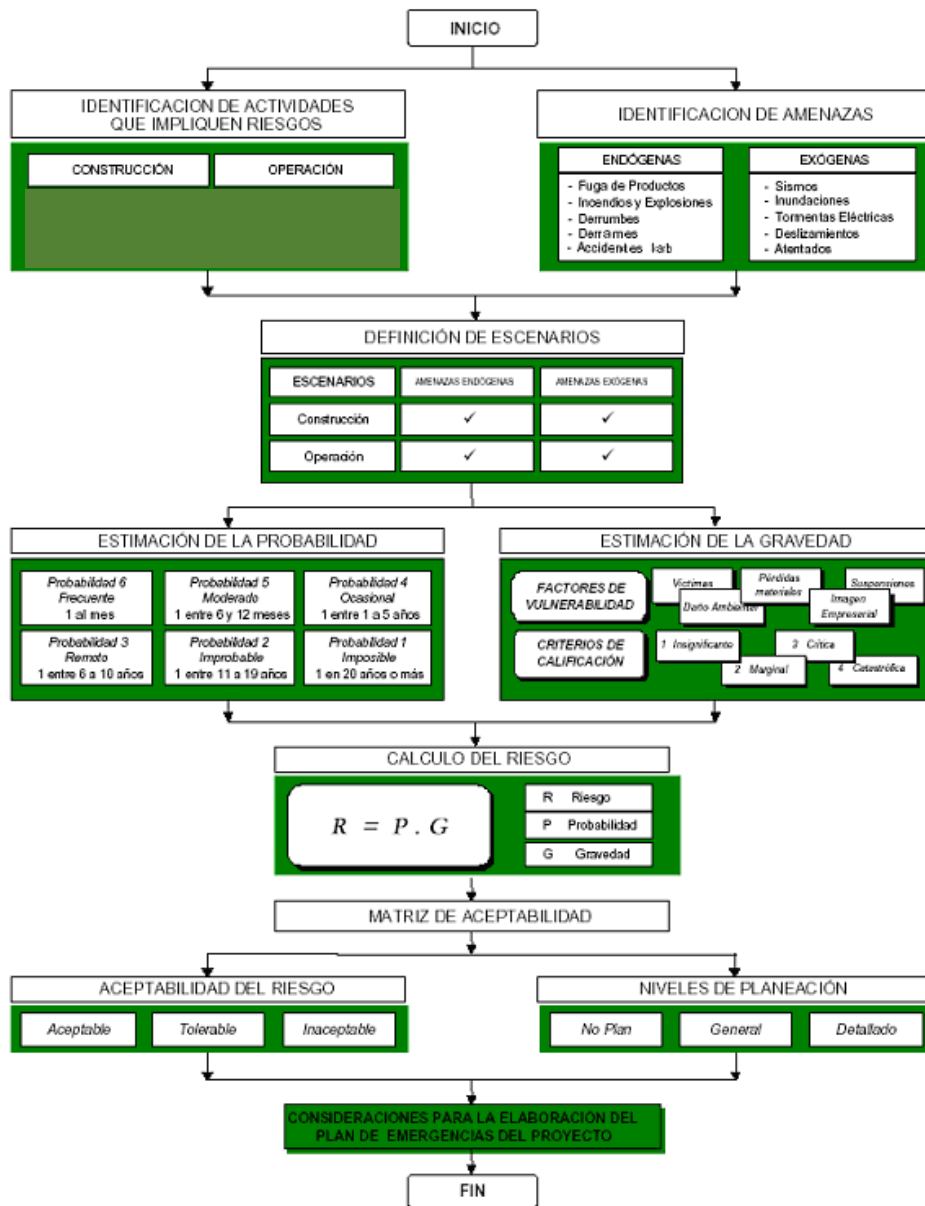 INICIO
IDENTIFICACION DE ACTIVIDADES
QUE IMPLIQUEN RIESGOS
CONSTRUCCIÓN
OPERACIÓN
IDENTIFICACION DE AMENAZAS
ENDÓGENAS
- Fuga de Productos
- Incendios y Explosiones
- Derrumbes
- Derrames
- Accidentes lab
EXÓGENAS
- Sismos
- Inundaciones
- Tormentas Eléctricas
- Deslizamientos
- Atentados
DEFINICIÓN DE ESCENARIOS
ESCENARIOS
AMENAZAS ENDÓGENAS
AMENAZAS EXÓGENAS
Construcción
✓
✓
Operación
✓
✓
ESTIMACIÓN DE LA PROBABILIDAD
Probabilidad 6
Frecuente
1 al mes
Probabilidad 5
Moderado
1 entre 6 y 12 meses
Probabilidad 4
Ocasional
1 entre 1 a 5 años
Probabilidad 3
Remoto
1 entre 6 a 10 años
Probabilidad 2
Improbable
1 entre 11 a 19 años
Probabilidad 1
Imposible
1 en 20 años o más
ESTIMACIÓN DE LA GRAVEDAD
FACTORES DE
VULNERABILIDAD
Víctimas
Daño Ambiental
Pérdidas
materiales
Suspensiones
Imagen
Empresarial
CRITERIOS DE
CALIFICACIÓN
1 Insignificante
2 Marginal
3 Crítica
4 Catastrófica
CALCULO DEL RIESGO
R = P . G
R Riesgo
P Probabilidad
G Gravedad
MATRIZ DE ACEPTABILIDAD
ACEPTABILIDAD DEL RIESGO
Aceptable
Tolerable
Inaceptable
NIVELES DE PLANEACIÓN
No Plan
General
Detallado
CONSIDERACIONES PARA LA ELABORACION DEL
PLAN DE EMERGENCIAS DEL PROYECTO
FIN